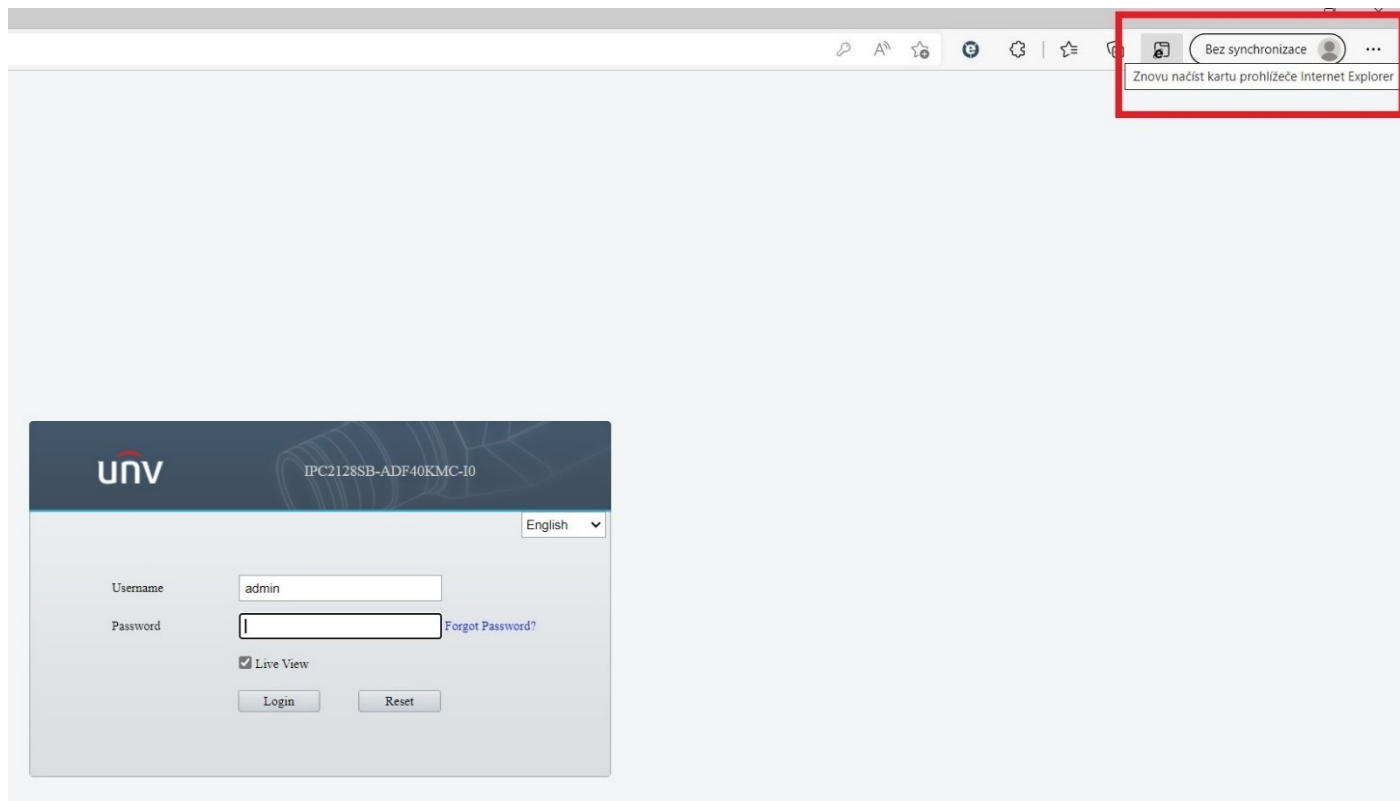 Bez synchronizace
Znovu načíst kartu prohlížeče Internet Explorer
unv
IPC2128SB-ADF40KMC-I0
English
Username
admin
Password
Forgot Password?
Live View
Login
Reset